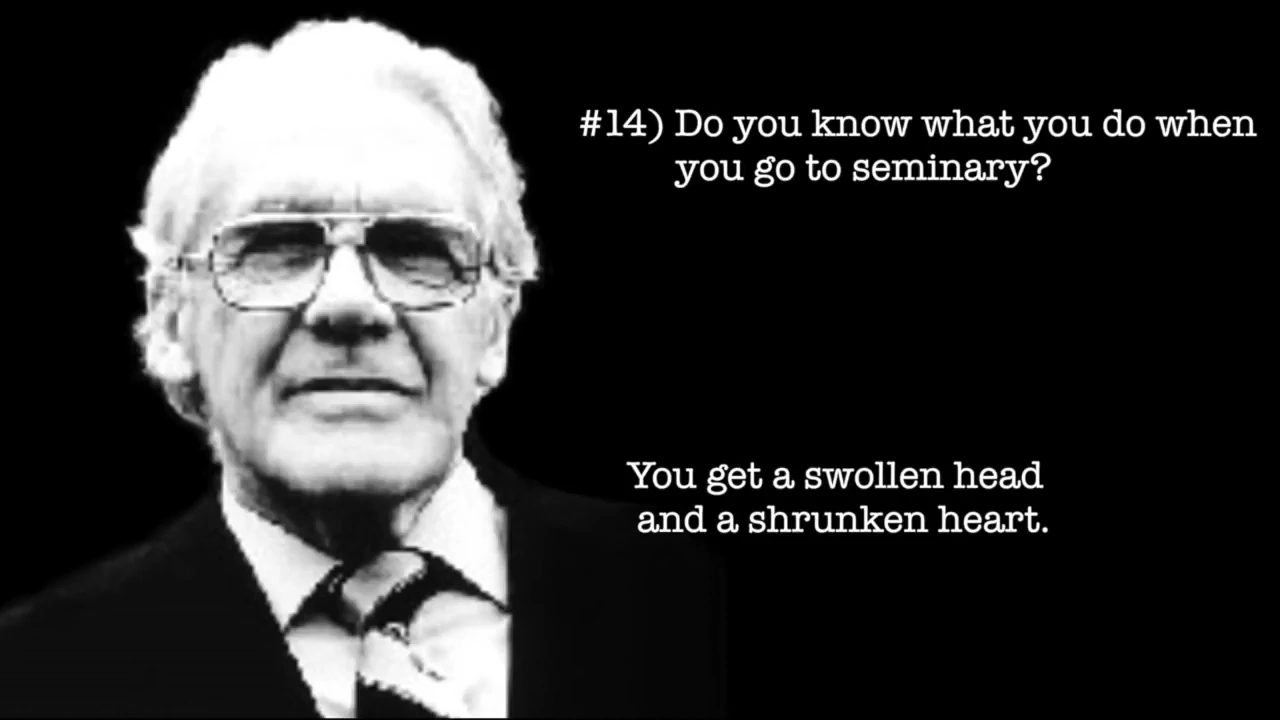 #14) Do you know what you do when
you go to seminary?
You get a swollen head
and a shrunken heart.